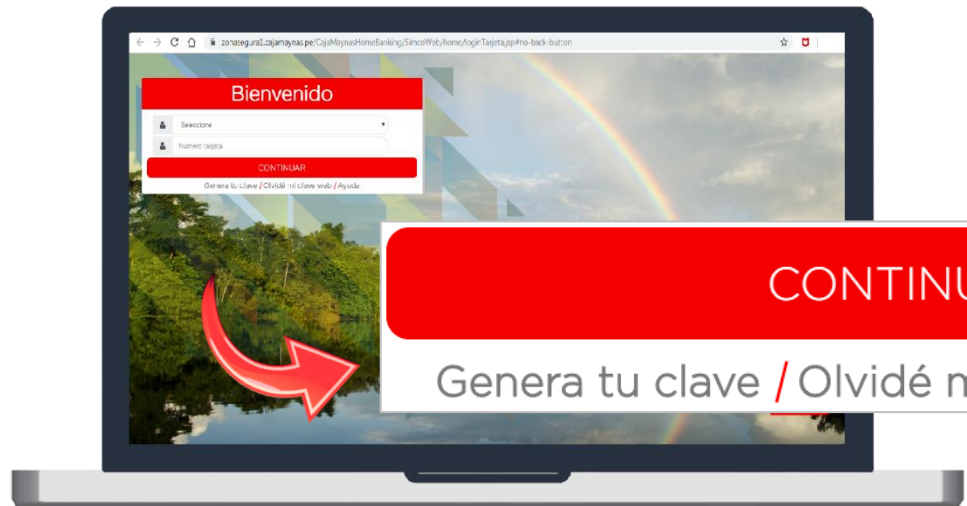 zonasegura1.cajamaynas.pe/CajaMaynasHomeBanking/SimcoWeb/home/loginTarjeta.jsp#no-back-button
Bienvenido
Seleccione
Número tarjeta
CONTINUAR
Genera tu clave / Olvidé mi clave web / Ayuda
CONTINU
Genera tu clave / Olvidé m